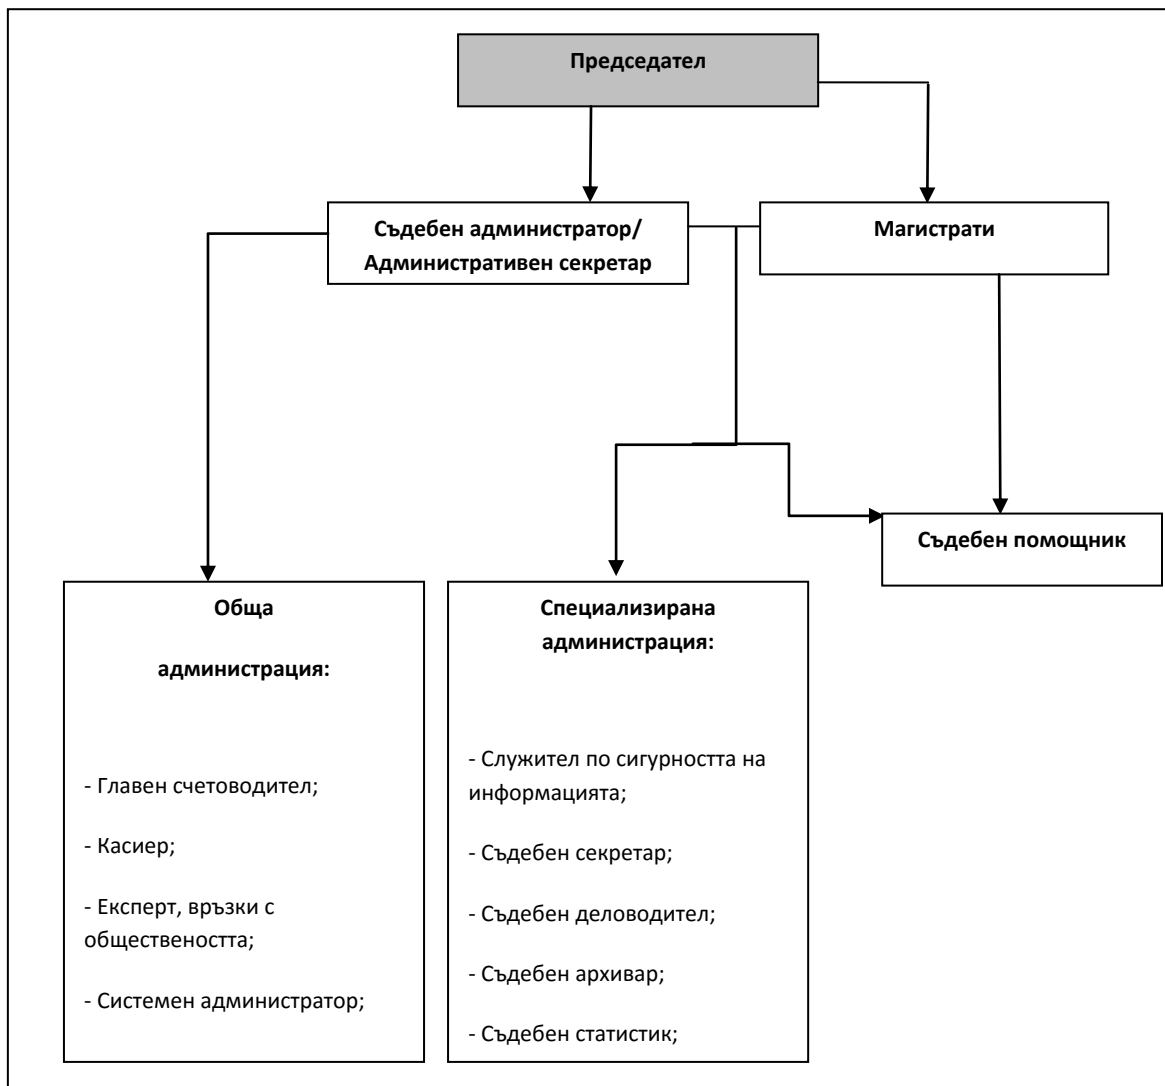 Председател
Съдебен администратор/
Административен секретар
Магистрати
Съдебен помощник
Обща
администрация:
- Главен счетоводител;
- Касиер;
- Експерт, връзки с
обществеността;
- Системен администратор;
Специализирана
администрация:
- Служител по сигурността на
информацията;
- Съдебен секретар;
- Съдебен деловодител;
- Съдебен архивар;
- Съдебен статистик;